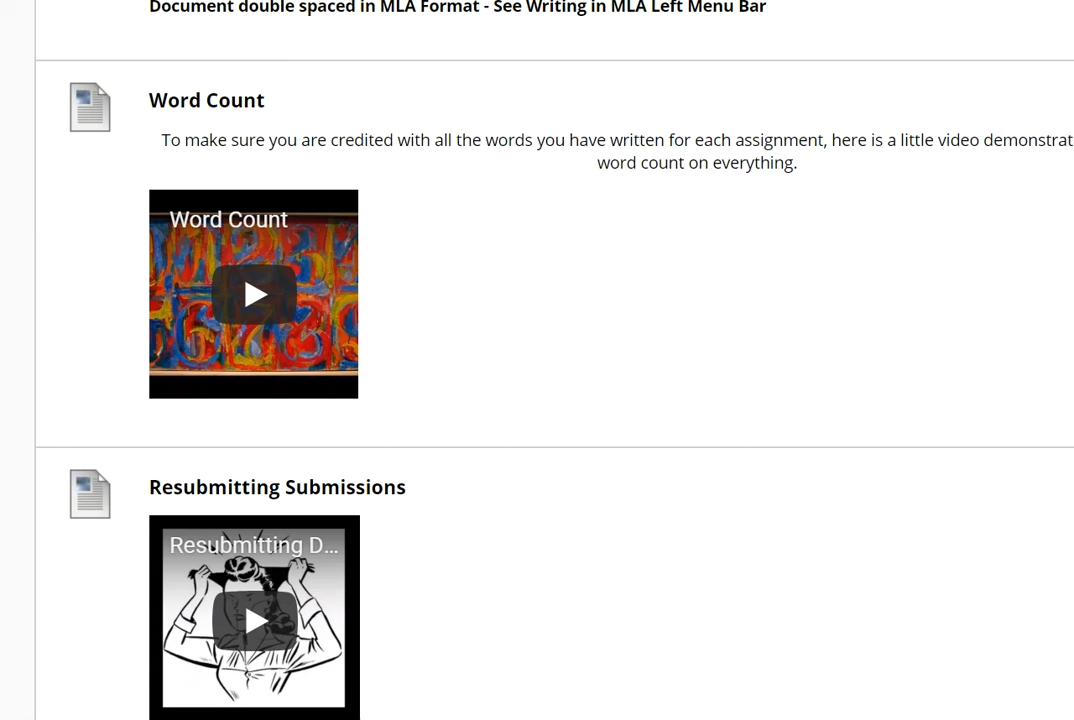 Document double spaced in MLA Format - See Writing in MLA Left Menu Bar
Word Count
To make sure you are credited with all the words you have written for each assignment, here is a little video demonstrat
word count on everything.
Word Count
Resubmitting Submissions
Resubmitting D...